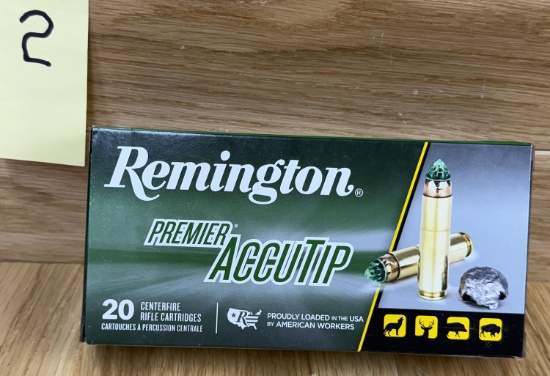 2
Remington®
PREMIER® ACCUTIP
20 CENTERFIRE RIFLE CARTRIDGES
CARTOUCHES A PERCUSSION CENTRALE
R
PROUDLY LOADED IN THE USA
BY AMERICAN WORKERS